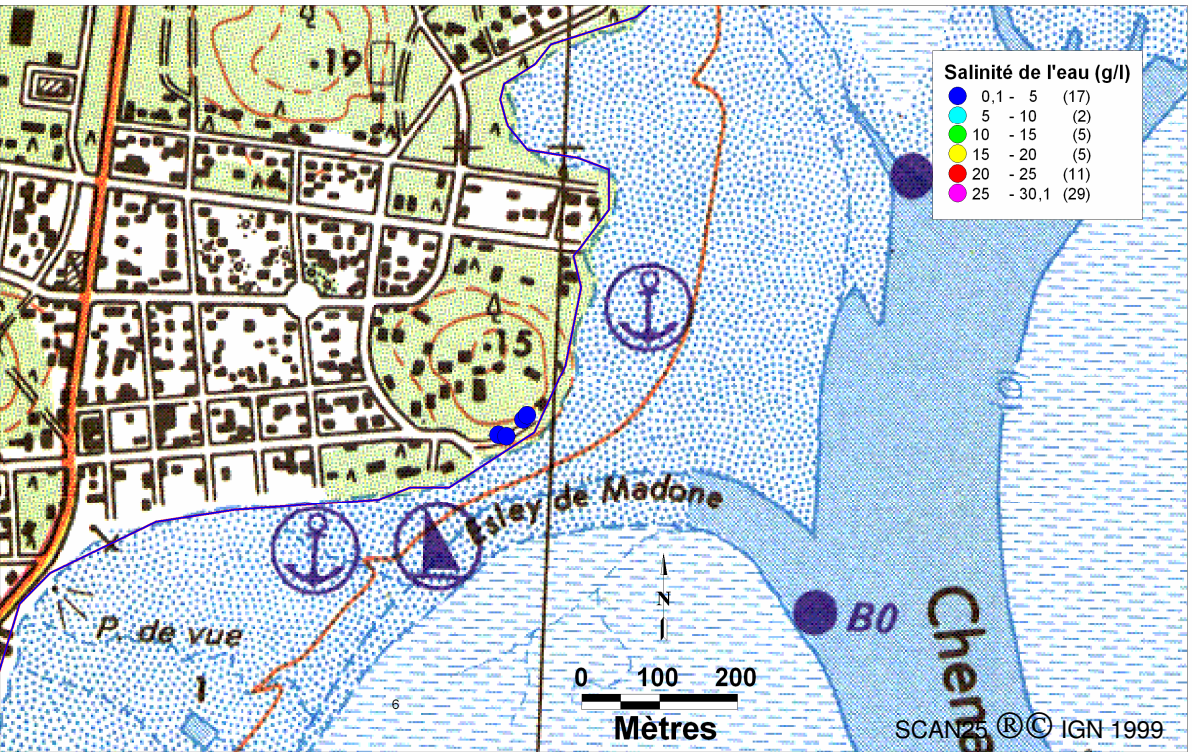 19
Salinité de l'eau (g/l)
0,1 - 5 (17)
5 - 10 (2)
10 - 15 (5)
15 - 20 (5)
20 - 25 (11)
25 - 30,1 (29)
15
Esley de Madone
N
B0
Chena
P. de vue
1
0 100 200
Mètres
6
SCAN25 ®© IGN 1999